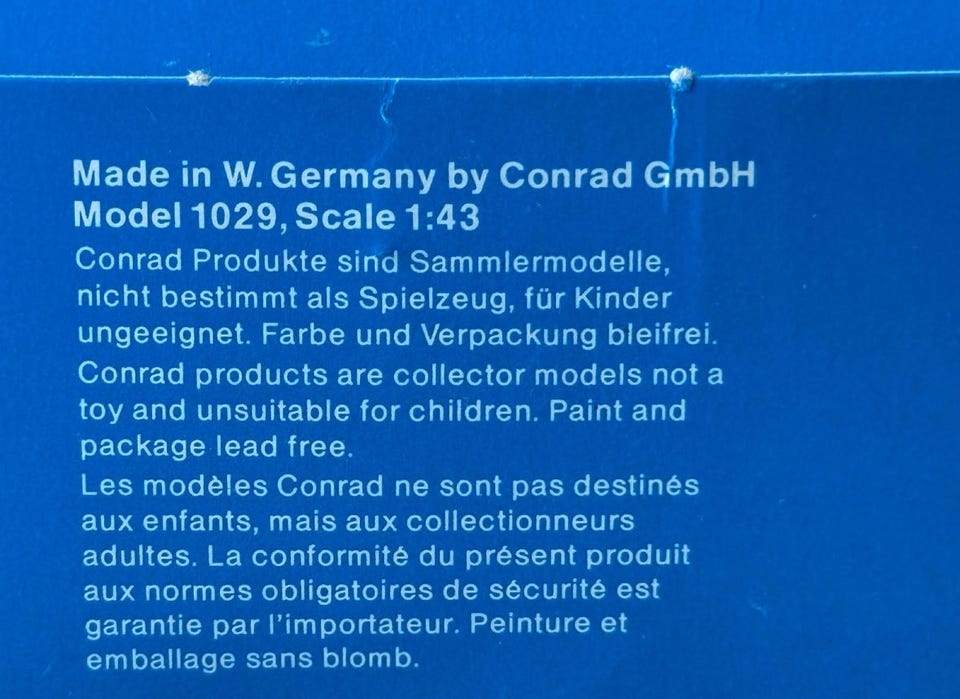 Made in W. Germany by Conrad GmbH
Model 1029, Scale 1:43
Conrad Produkte sind Sammlermodelle,
nicht bestimmt als Spielzeug, für Kinder
ungeeignet. Farbe und Verpackung bleifrei.
Conrad products are collector models not a
toy and unsuitable for children. Paint and
package lead free.
Les modèles Conrad ne sont pas destinés
aux enfants, mais aux collectionneurs
adultes. La conformité du présent produit
aux normes obligatoires de sécurité est
garantie par l'importateur. Peinture et
emballage sans blomb.